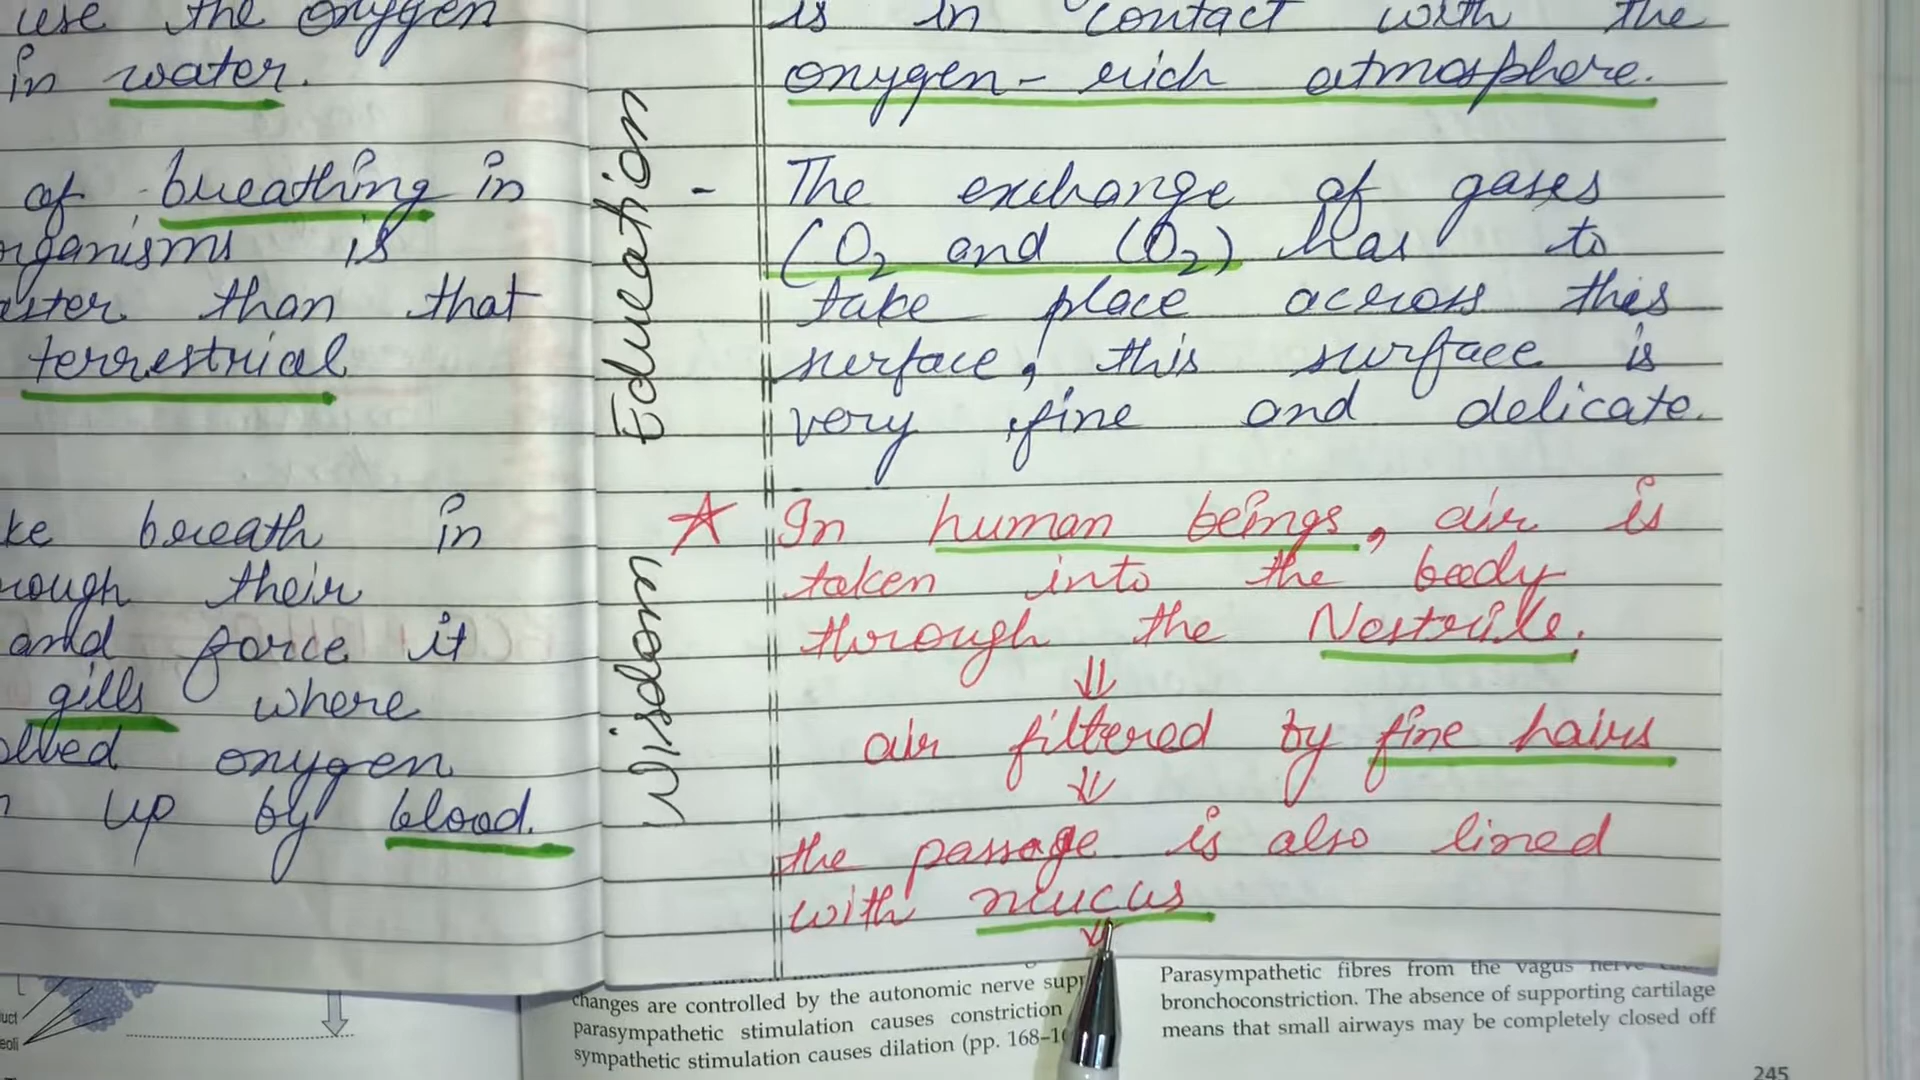 use the oxygen
in water.
of breathing in
rganisms is
ster than that
terrestrial
ke breath in
rough their
and force it
gills where
olved oxygen
up by blood.
Education
Wisdom
is in contact with the
oxygen-rich atmosphere.
- The exchange of gases
(O2 and CO2) has to
take place across this
surface, this surface is
very fine and delicate.
☆ In human beings, air is
taken into the body
through the Nostrils.
⇓
air filtered by fine hairs
⇓
the passage is also lined
with mucus
↓
uct
eoli
changes are controlled by the autonomic nerve supp
parasympathetic stimulation causes constriction
sympathetic stimulation causes dilation (pp. 168–1
Parasympathetic fibres from the vagus nerve
bronchoconstriction. The absence of supporting cartilage
means that small airways may be completely closed off
245